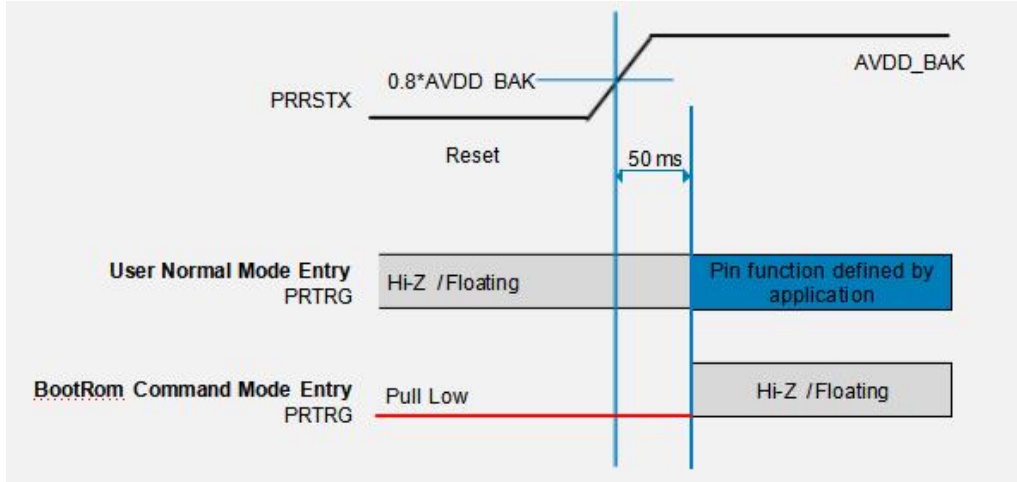 AVDD_BAK
0.8*AVDD BAK
PRRSTX
Reset
50 ms
User Normal Mode Entry
PRTRG
Hi-Z /Floating
Pin function defined by
application
BootRom Command Mode Entry
PRTRG
Pull Low
Hi-Z /Floating